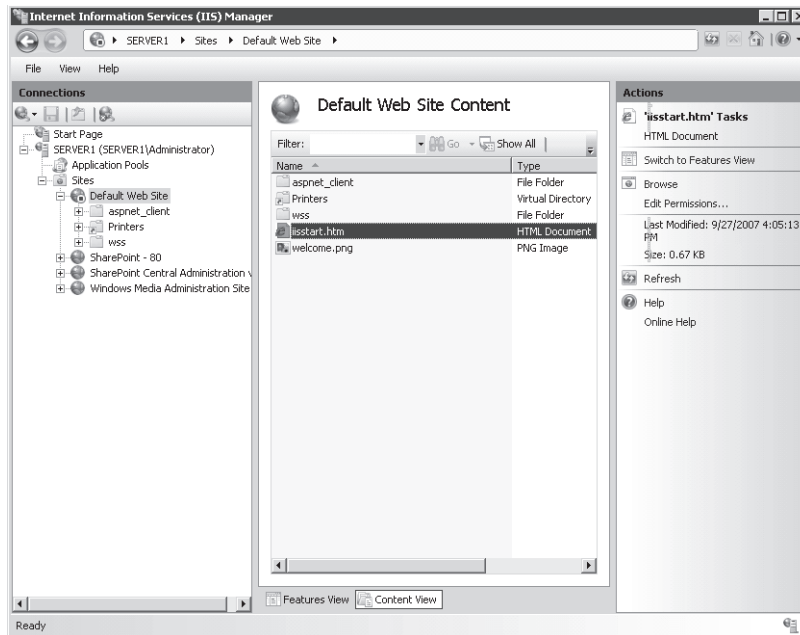 Internet Information Services (IIS) Manager
SERVER1 Sites Default Web Site
File View Help
Connections
Start Page
SERVER1 (SERVER1\Administrator)
Application Pools
Sites
Default Web Site
aspnet_client
Printers
wss
SharePoint - 80
SharePoint Central Administration v
Windows Media Administration Site
Default Web Site Content
Filter: Go Show All
Name Type
aspnet_client File Folder
Printers Virtual Directory
wss File Folder
iisstart.htm HTML Document
welcome.png PNG Image
Features View Content View
Actions
'iisstart.htm' Tasks
HTML Document
Switch to Features View
Browse
Edit Permissions...
Last Modified: 9/27/2007 4:05:13
PM
Size: 0.67 KB
Refresh
Help
Online Help
Ready